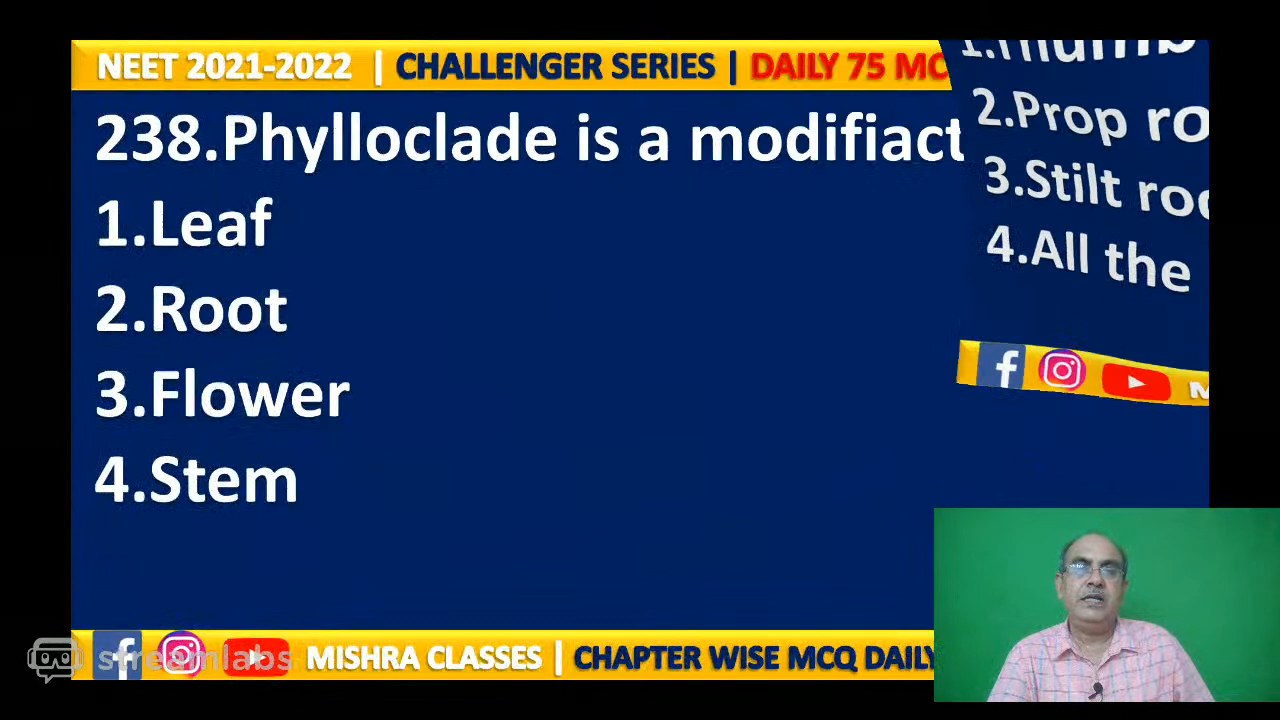 NEET 2021-2022 | CHALLENGER SERIES | DAILY 75 MC
238.Phylloclade is a modifiact
1.Leaf
2.Root
3.Flower
4.Stem
2.Prop ro
3.Stilt roo
4.All the
streamlabs
MISHRA CLASSES | CHAPTER WISE MCQ DAILY